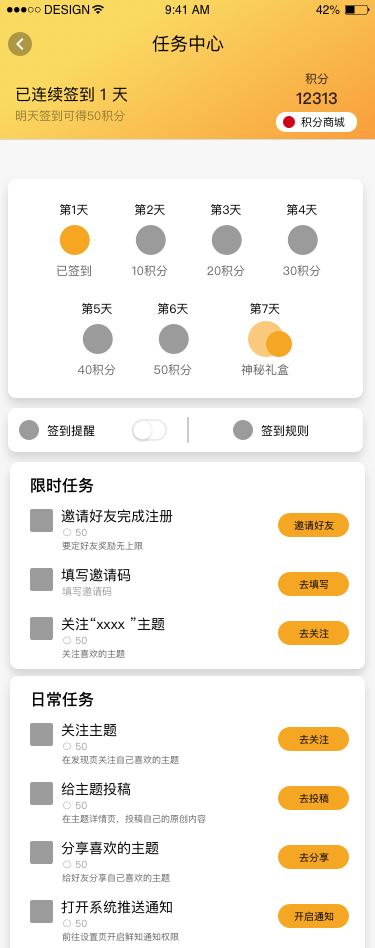 DESIGN 9:41 AM 42%
任务中心
积分
已连续签到 1 天
12313
明天签到可得50积分
积分商城
第1天 第2天 第3天 第4天
已签到 10积分 20积分 30积分
第5天 第6天 第7天
40积分 50积分 神秘礼盒
签到提醒 签到规则
限时任务
邀请好友完成注册
50
要定好友奖励无上限
邀请好友
填写邀请码
填写邀请码
去填写
关注“xxxx ”主题
50
关注喜欢的主题
去关注
日常任务
关注主题
50
在发现页关注自己喜欢的主题
去关注
给主题投稿
50
在主题详情页，投稿自己的原创内容
去投稿
分享喜欢的主题
50
给好友分享自己喜欢的主题
去分享
打开系统推送通知
50
前往设置页开启鲜知通知权限
开启通知